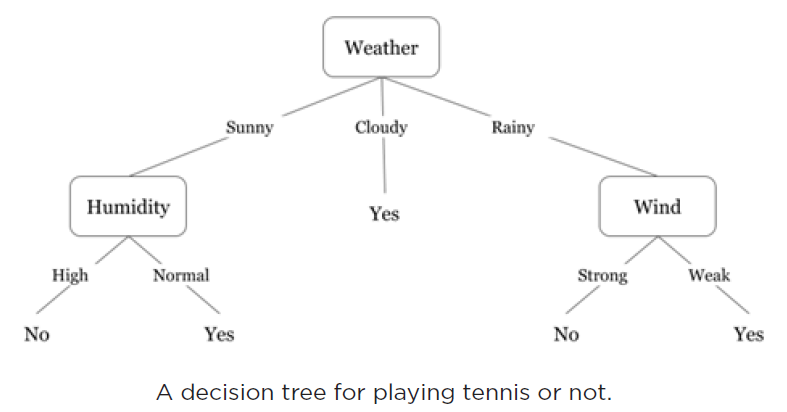 Weather
Sunny Cloudy Rainy
Humidity Yes Wind
High Normal Strong Weak
No Yes No Yes
A decision tree for playing tennis or not.